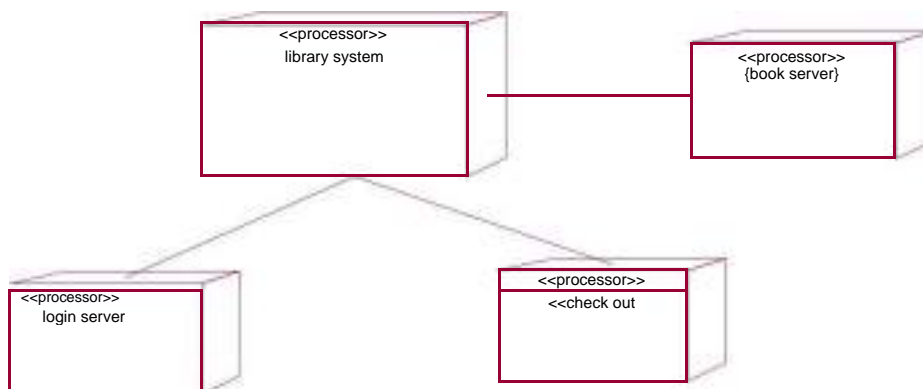 <<processor>>
library system
<<processor>>
{book server}
<<processor>>
login server
<<processor>>
<<check out